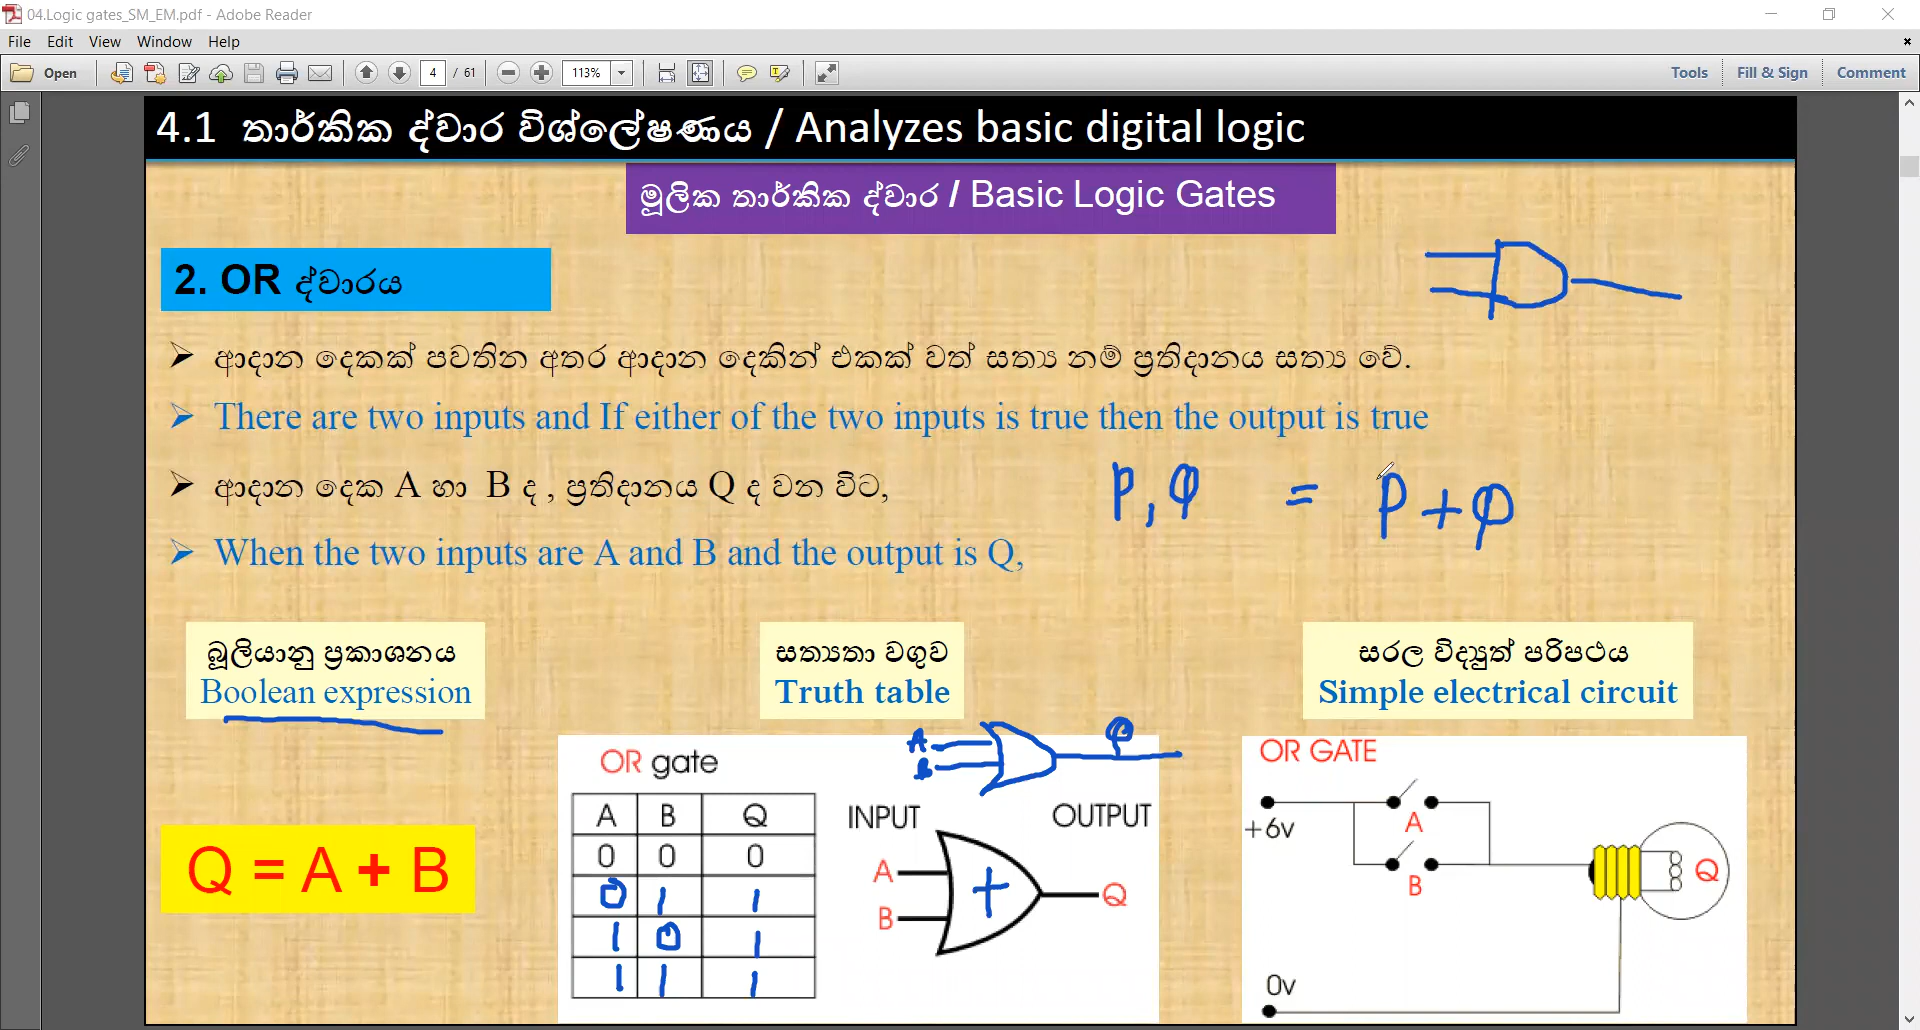 04.Logic gates_SM_EM.pdf - Adobe Reader
File Edit View Window Help
Open 4 / 61 113% Tools Fill & Sign Comment
4.1 තාර්කික ද්වාර විශ්ලේෂණය / Analyzes basic digital logic
මූලික තාර්කික ද්වාර / Basic Logic Gates
2. OR ද්වාරය
ආදාන දෙකක් පවතින අතර ආදාන දෙකින් එකක් වත් සත්‍ය නම් ප්‍රතිදානය සත්‍ය වේ.
There are two inputs and If either of the two inputs is true then the output is true
ආදාන දෙක A හා B ද , ප්‍රතිදානය Q ද වන විට,
P, Q = P + Q
When the two inputs are A and B and the output is Q,
බූලියානු ප්‍රකාශනය
Boolean expression
Q = A + B
සත්‍යතා වගුව
Truth table
OR gate
A B Q
0 0 0
0 1 1
1 0 1
1 1 1
A
B
Q
INPUT OUTPUT
A
B
+
Q
සරල විද්‍යුත් පරිපථය
Simple electrical circuit
OR GATE
+6v
A
B
Q
0v